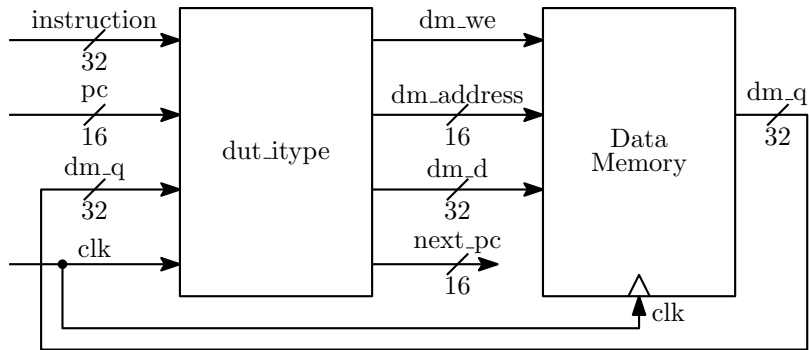 instruction
32
pc
16
dm_q
32
clk
dut_itype
dm_we
dm_address
16
dm_d
32
next_pc
16
Data
Memory
clk
dm_q
32